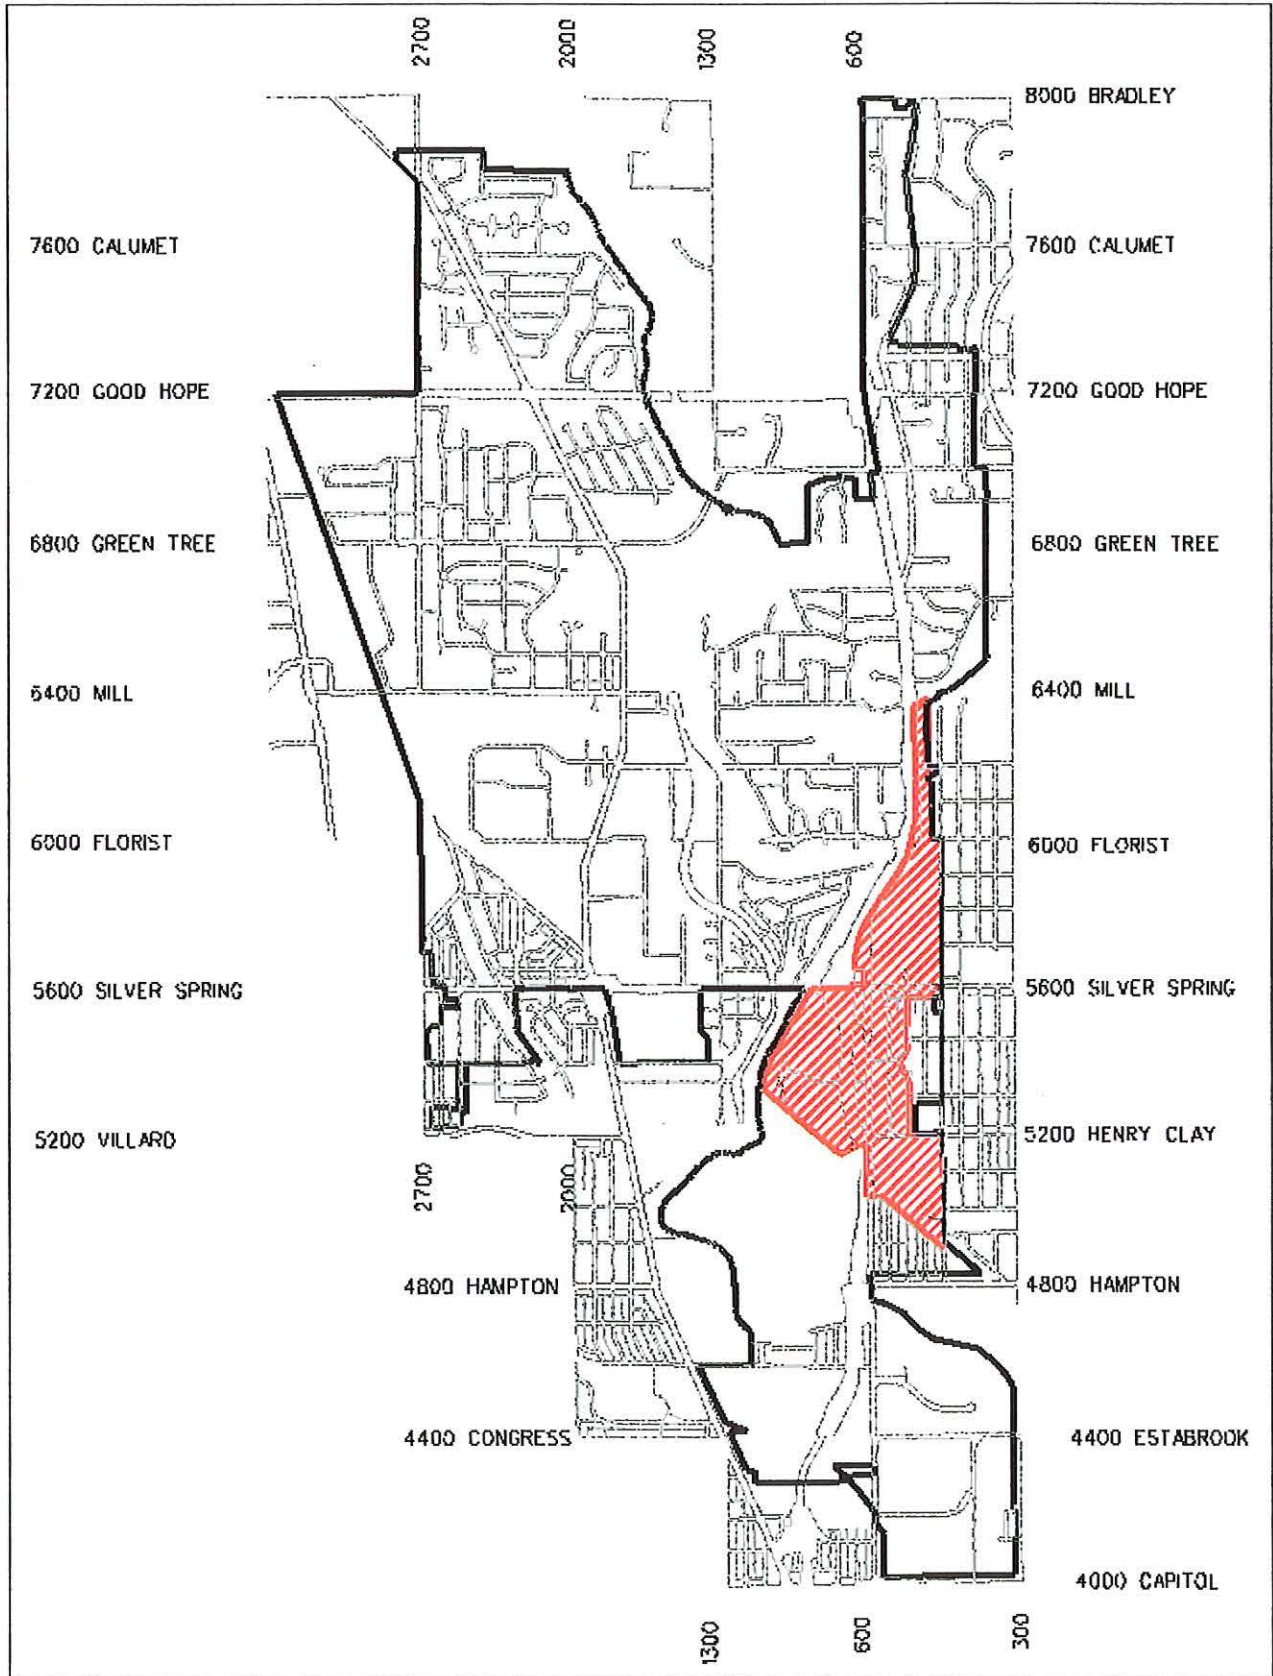 2700
2000
1300
600
8000 BRADLEY
7600 CALUMET
7600 CALUMET
7200 GOOD HOPE
7200 GOOD HOPE
6800 GREEN TREE
6800 GREEN TREE
6400 MILL
6400 MILL
6000 FLORIST
6000 FLORIST
5600 SILVER SPRING
5600 SILVER SPRING
5200 VILLARD
5200 HENRY CLAY
2700
2000
4800 HAMPTON
4800 HAMPTON
4400 CONGRESS
4400 ESTABROOK
4000 CAPITOL
1300
600
300